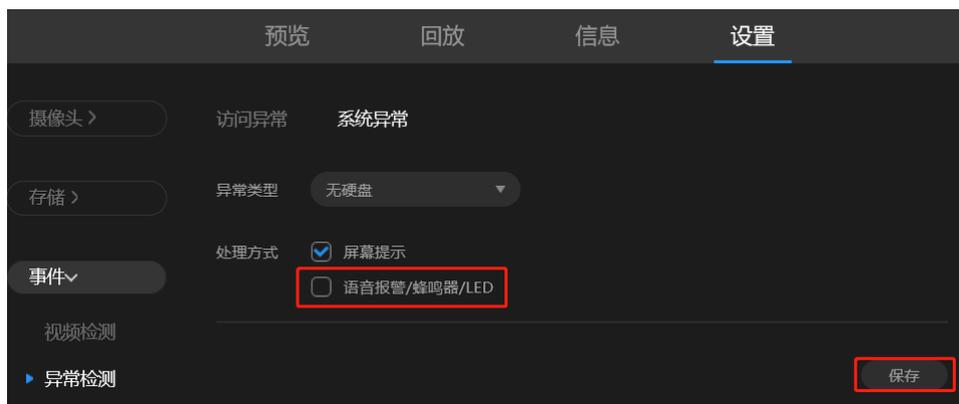 预览 回放 信息 设置
摄像头 访问异常 系统异常
存储 异常类型 无硬盘
处理方式 屏幕提示
事件 语音报警/蜂鸣器/LED
视频检测
异常检测 保存